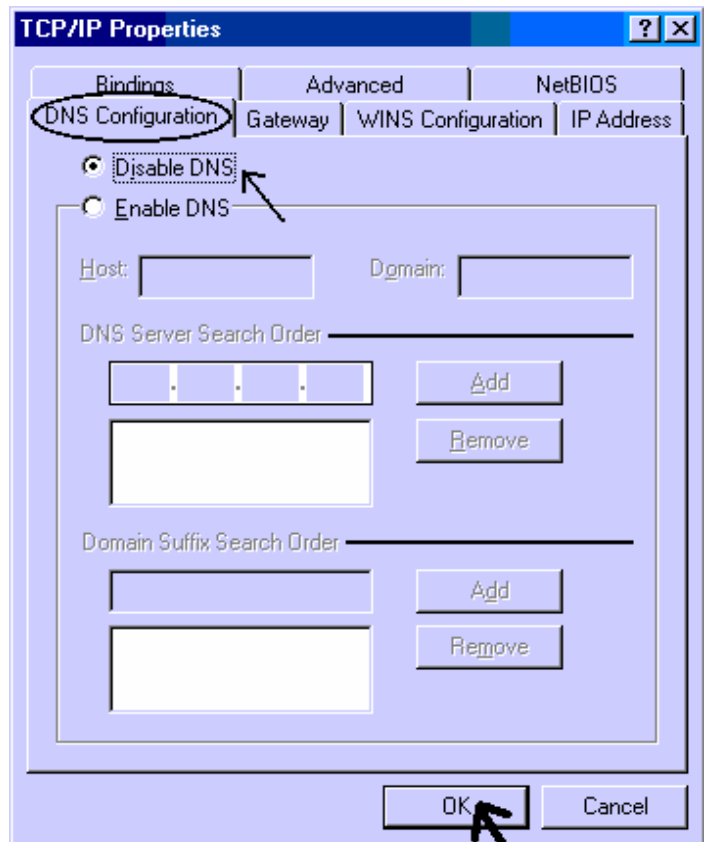 TCP/IP Properties ? X
Bindings Advanced NetBIOS
DNS Configuration Gateway WINS Configuration IP Address
Disable DNS
Enable DNS
Host: Domain:
DNS Server Search Order
Add
Remove
Domain Suffix Search Order
Add
Remove
OK Cancel